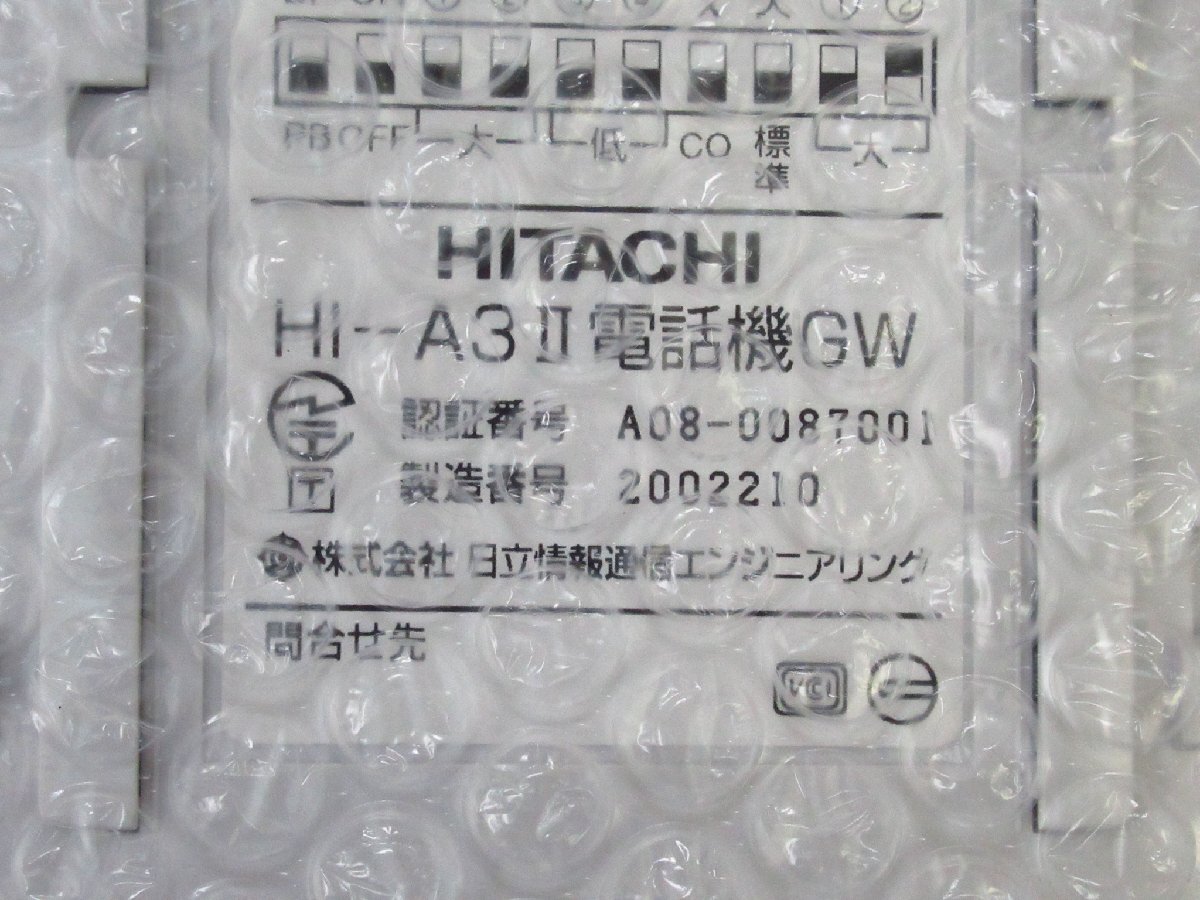 PB OFF 大 低 CO 標準 大
HITACHI
HI-A3Ⅱ電話機GW
認証番号 A08-0087001
T 製造番号 2002210
株式会社 日立情報通信エンジニアリング
問合せ先
VCI